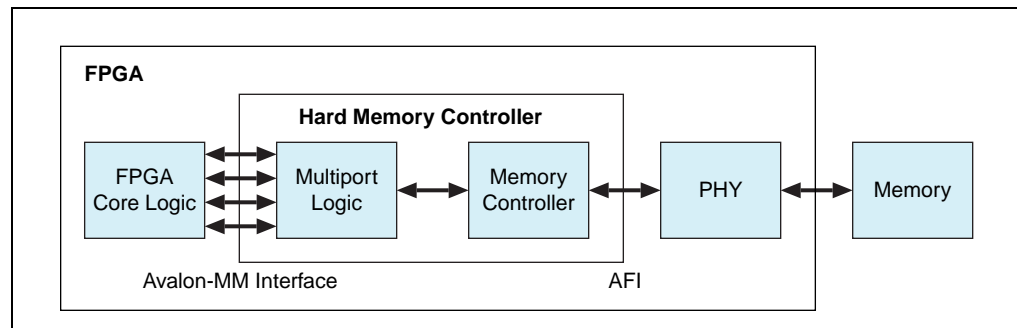 FPGA
Hard Memory Controller
FPGA
Core Logic
Multiport
Logic
Memory
Controller
PHY
Memory
Avalon-MM Interface
AFI